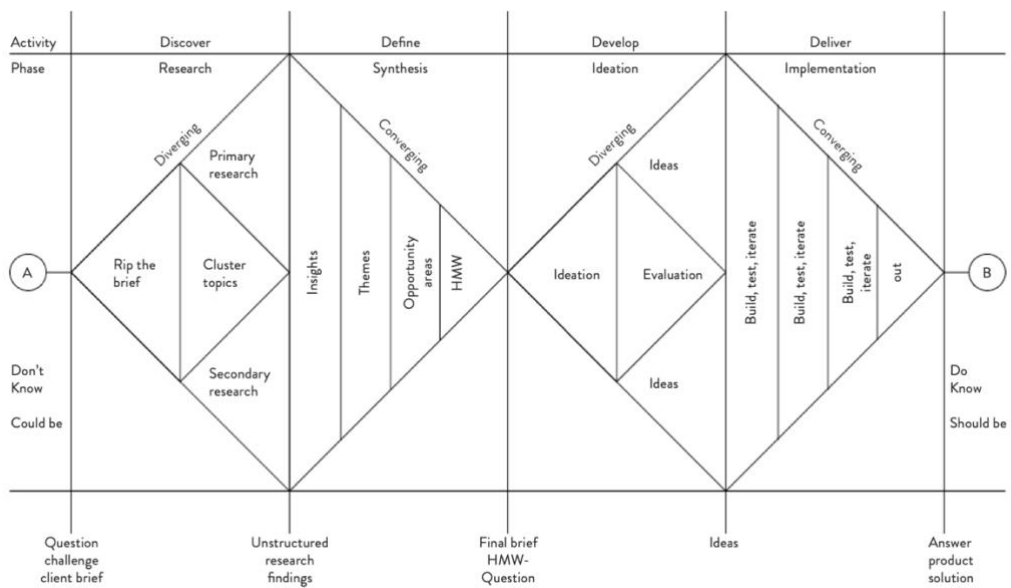 Activity
Discover
Define
Develop
Deliver
Phase
Research
Synthesis
Ideation
Implementation
Diverging
Converging
Diverging
Converging
Primary
research
Ideas
A
Rip the
brief
Cluster
topics
Insights
Themes
Opportunity
areas
HMW
Ideation
Evaluation
Build, test, iterate
Build, test, iterate
Build, test,
iterate
out
B
Don't
Know
Could be
Secondary
research
Ideas
Do
Know
Should be
Question
challenge
client brief
Unstructured
research
findings
Final brief
HMW-
Question
Ideas
Answer
product
solution